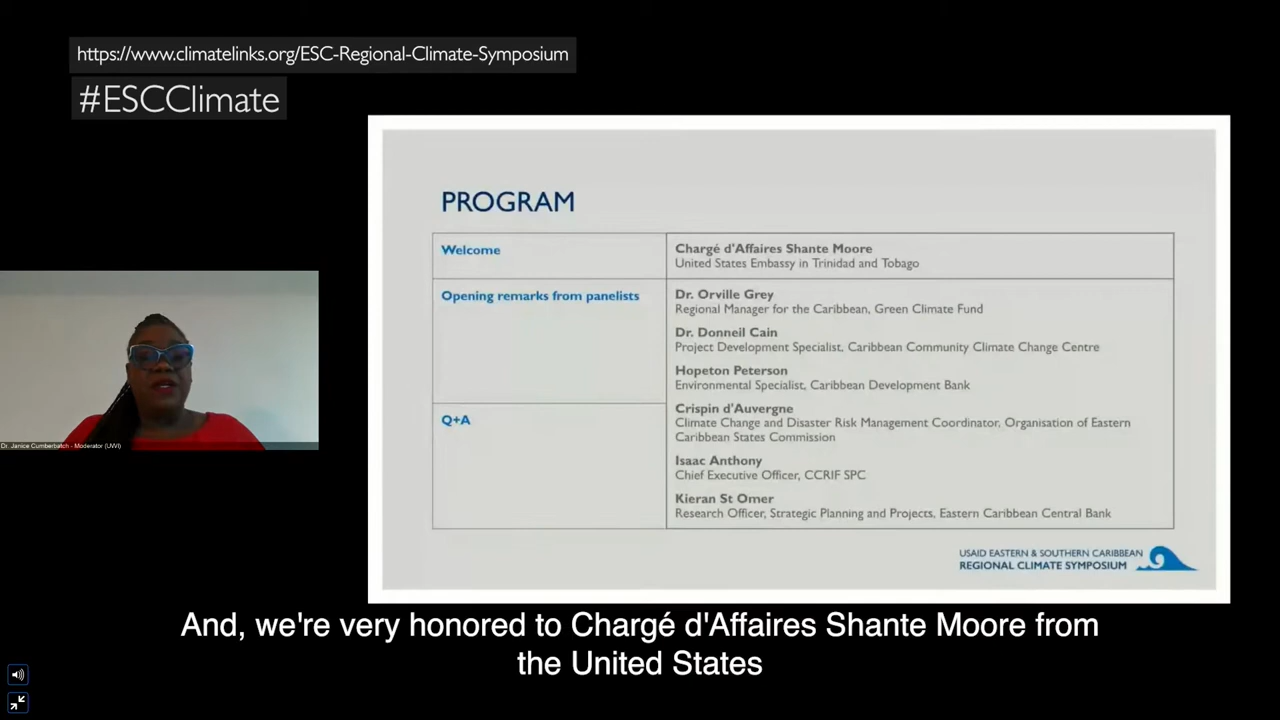 https://www.climatelinks.org/ESC-Regional-Climate-Symposium
#ESCClimate
PROGRAM
Welcome
Chargé d'Affaires Shante Moore
United States Embassy in Trinidad and Tobago
Opening remarks from panelists
Dr. Orville Grey
Regional Manager for the Caribbean, Green Climate Fund
Dr. Donneil Cain
Project Development Specialist, Caribbean Community Climate Change Centre
Hopeton Peterson
Environmental Specialist, Caribbean Development Bank
Q+A
Crispin d'Auvergne
Climate Change and Disaster Risk Management Coordinator, Organisation of Eastern
Caribbean States Commission
Isaac Anthony
Chief Executive Officer, CCRIF SPC
Kieran St Omer
Research Officer, Strategic Planning and Projects, Eastern Caribbean Central Bank
USAID EASTERN & SOUTHERN CARIBBEAN
REGIONAL CLIMATE SYMPOSIUM
Dr. Janice Cumberbatch - Moderator (UWI)
And, we're very honored to Chargé d'Affaires Shante Moore from
the United States